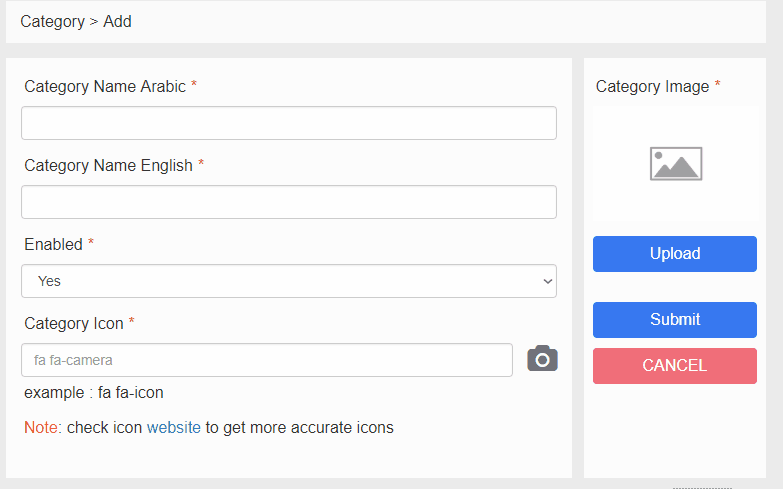 Category > Add
Category Name Arabic *
Category Name English *
Enabled *
Yes
Category Icon *
fa fa-camera
example : fa fa-icon
Note: check icon website to get more accurate icons
Category Image *
Upload
Submit
CANCEL